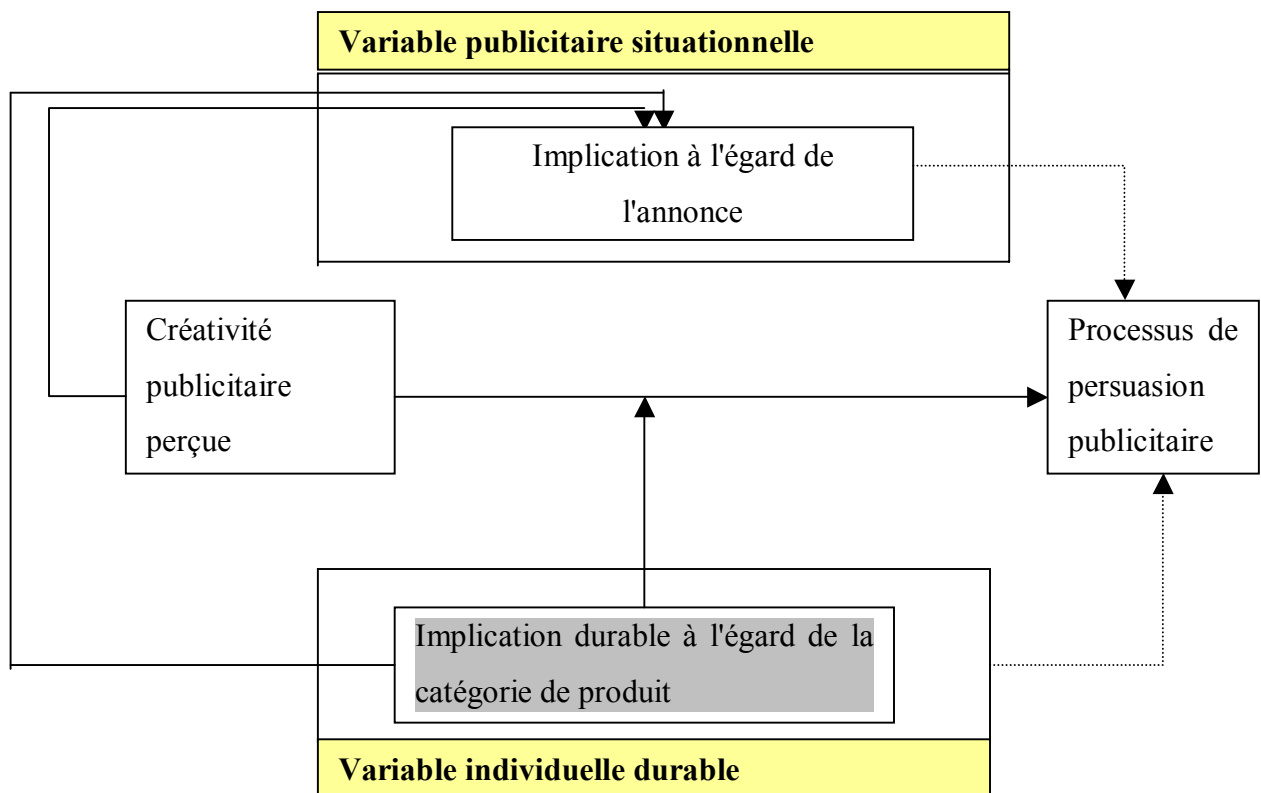 Variable publicitaire situationnelle
Implication à l'égard de
l'annonce
Créativité
publicitaire
perçue
Processus de
persuasion
publicitaire
Implication durable à l'égard de la
catégorie de produit
Variable individuelle durable